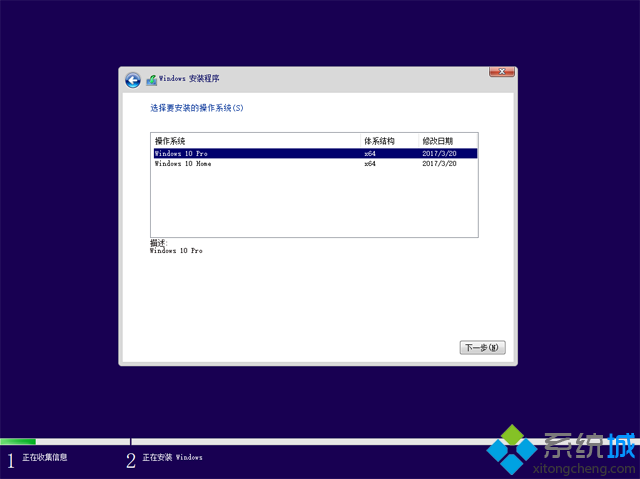 Windows 安装程序
选择要安装的操作系统(S)
操作系统 体系结构 修改日期
Windows 10 Pro x64 2017/3/20
Windows 10 Home x64 2017/3/20
描述:
Windows 10 Pro
下一步(N)
1 正在收集信息 2 正在安装 Windows
系统城
xitongcheng.com